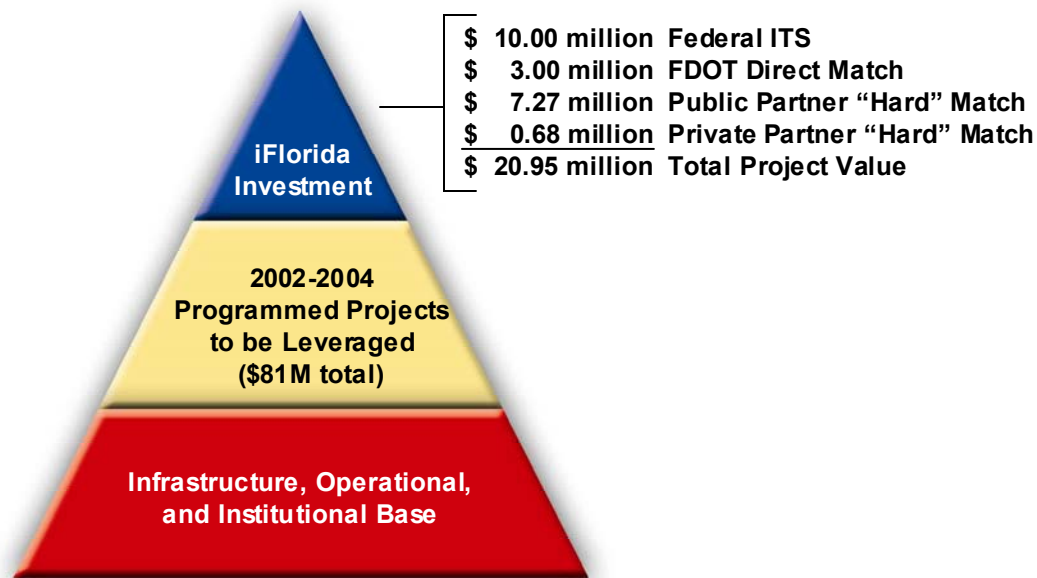 $ 10.00 million Federal ITS
$ 3.00 million FDOT Direct Match
$ 7.27 million Public Partner “Hard” Match
$ 0.68 million Private Partner “Hard” Match
$ 20.95 million Total Project Value
iFlorida
Investment
2002-2004
Programmed Projects
to be Leveraged
($81M total)
Infrastructure, Operational,
and Institutional Base